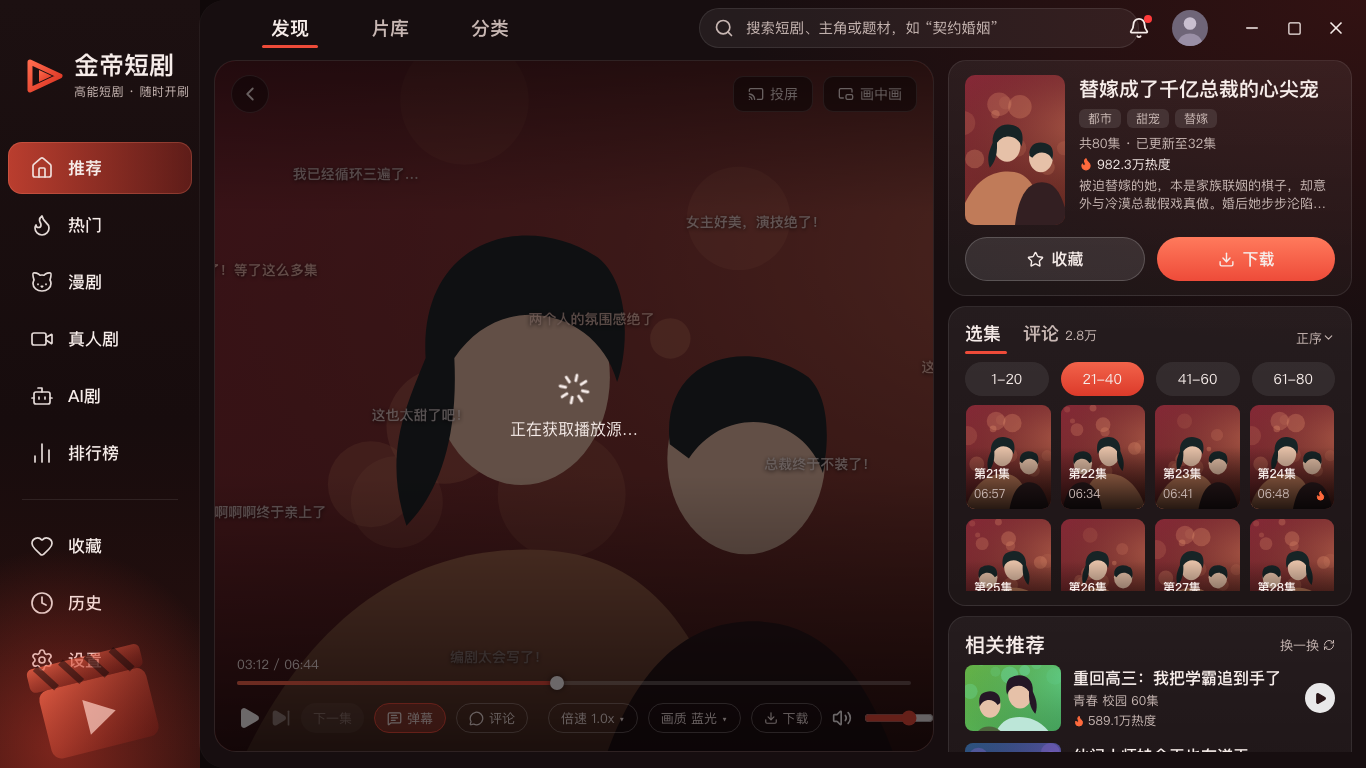 金帝短剧
高能短剧 · 随时开刷
推荐
热门
漫剧
真人剧
AI剧
排行榜
收藏
历史
设置
发现
片库
分类
搜索短剧、主角或题材，如 “契约婚姻”
投屏
画中画
我已经循环三遍了…
女主好美，演技绝了！
！等了这么多集
两个人的氛围感绝了
这
这也太甜了吧！
正在获取播放源…
总裁终于不装了！
啊啊啊终于亲上了
编剧太会写了！
03:12 / 06:44
下一集
弹幕
评论
倍速 1.0x
画质 蓝光
下载
替嫁成了千亿总裁的心尖宠
都市
甜宠
替嫁
共80集 · 已更新至32集
982.3万热度
被迫替嫁的她，本是家族联姻的棋子，却意
外与冷漠总裁假戏真做。婚后她步步沦陷…
收藏
下载
选集
评论 2.8万
正序
1–20
21–40
41–60
61–80
第21集
06:57
第22集
06:34
第23集
06:41
第24集
06:48
第25集
第26集
第27集
第28集
相关推荐
换一换
重回高三：我把学霸追到手了
青春 校园 60集
589.1万热度